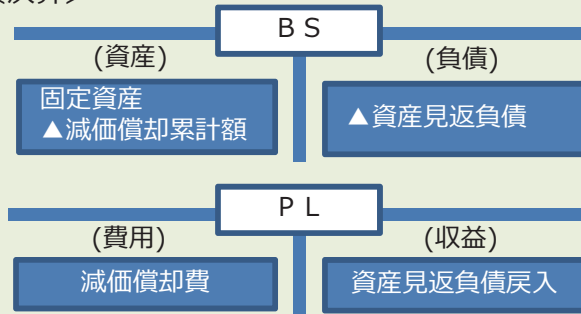 ＢＳ
(資産)
(負債)
固定資産
▲減価償却累計額
▲資産見返負債
ＰＬ
(費用)
(収益)
減価償却費
資産見返負債戻入